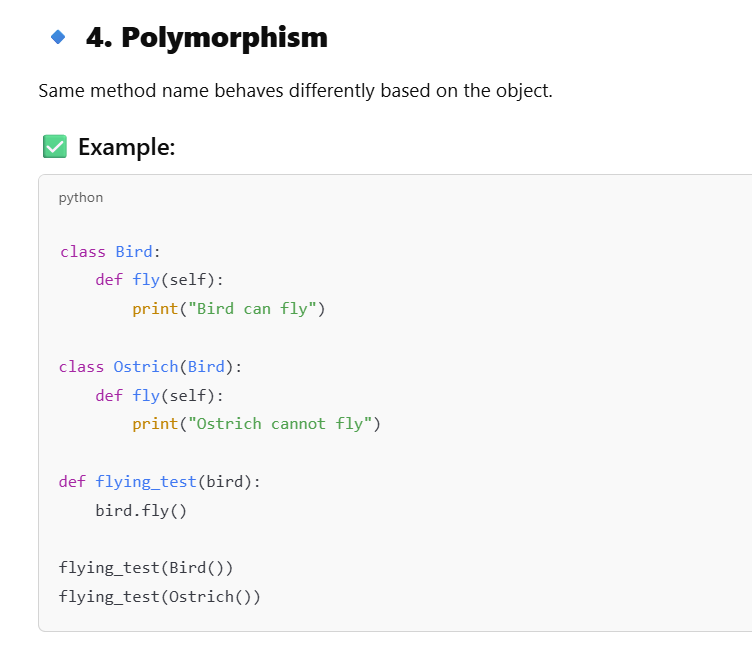 4. Polymorphism
Same method name behaves differently based on the object.
Example:
python
class Bird:
    def fly(self):
        print("Bird can fly")
class Ostrich(Bird):
    def fly(self):
        print("Ostrich cannot fly")
def flying_test(bird):
    bird.fly()
flying_test(Bird())
flying_test(Ostrich())